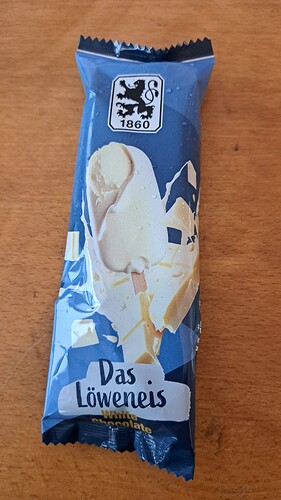 1860
Das
Löweneis
White
chocolate